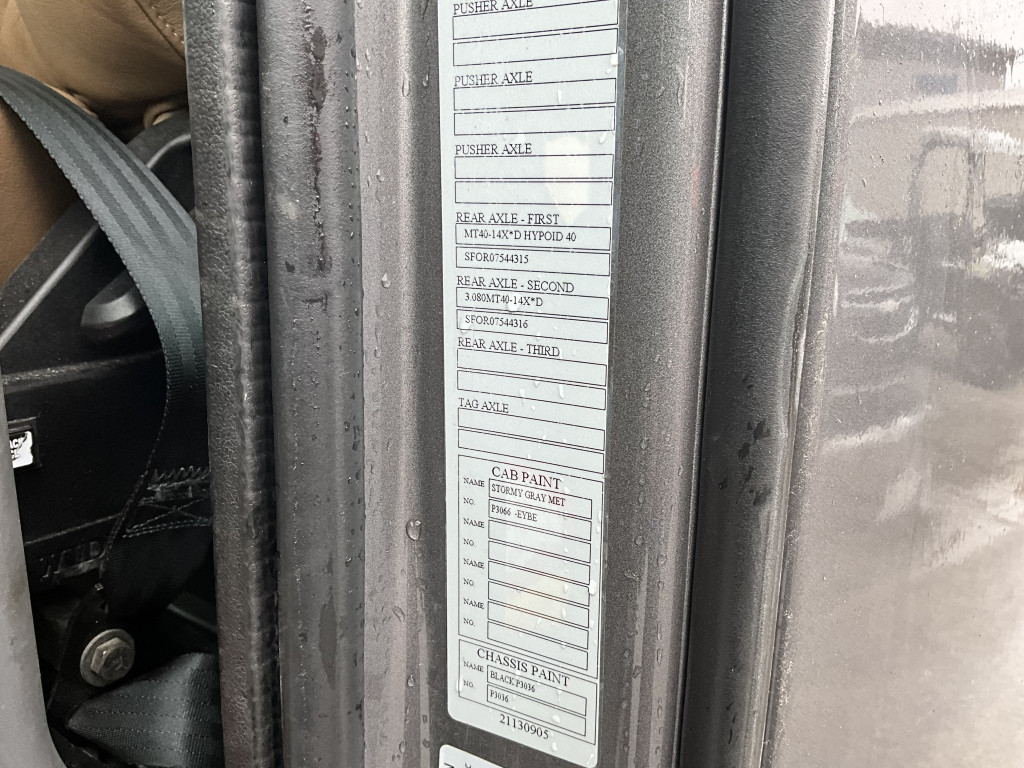 PUSHER AXLE
PUSHER AXLE
PUSHER AXLE
REAR AXLE - FIRST
MT40-14X*D HYPOID 40
SFOR07544315
REAR AXLE - SECOND
3.080MT40-14X*D
SFOR07544316
REAR AXLE - THIRD
TAG AXLE
CAB PAINT
NAME STORMY GRAY MET
NO. P3066 -EYBE
NAME
NO.
NAME
NO.
NAME
NO.
CHASSIS PAINT
NAME BLACK P3036
NO. P3036
21130905